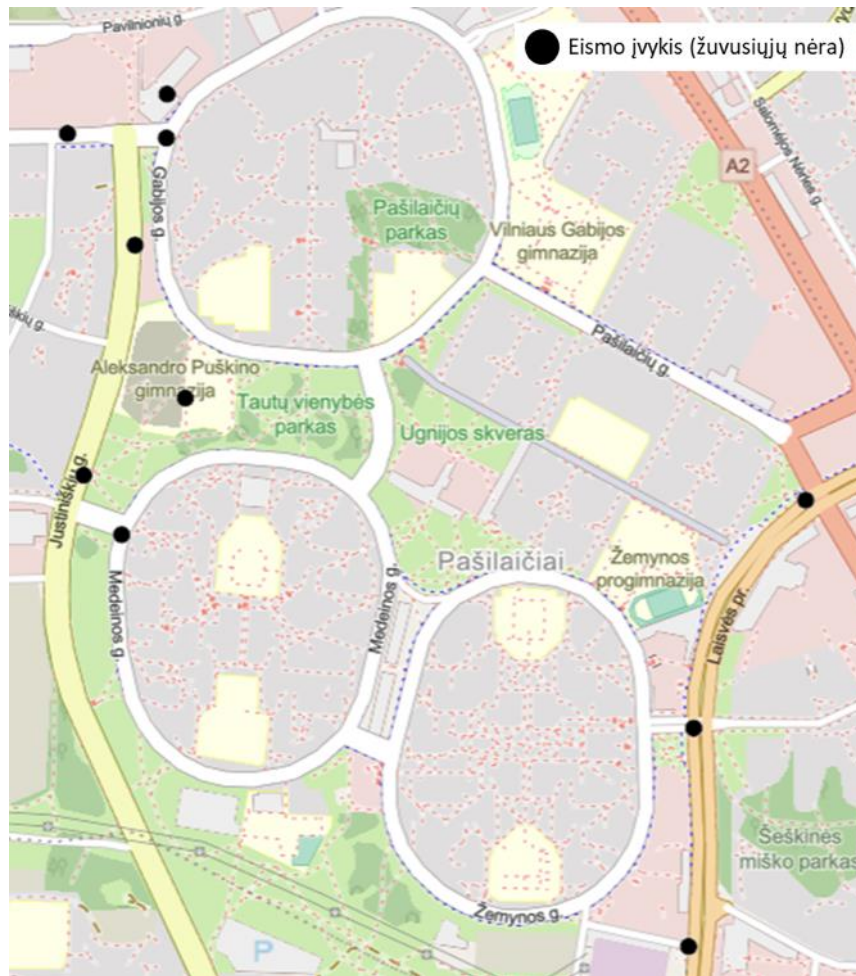 Pavilnionių g.
Eismo įvykis (žuvusiųjų nėra)
Salomėjos Nėries g.
A2
Gabijos g.
Pašilaičių
parkas
Vilniaus Gabijos
gimnazija
Pašilaičių g.
Aleksandro Puškino
gimnazija
Tautų vienybės
parkas
Ugnijos skveras
Justiniškių g.
Pašilaičiai
Žemynos
progimnazija
Medeinos g.
Medeinos g.
Laisvės pr.
Šeškinės
miško parkas
Žemynos g.
P